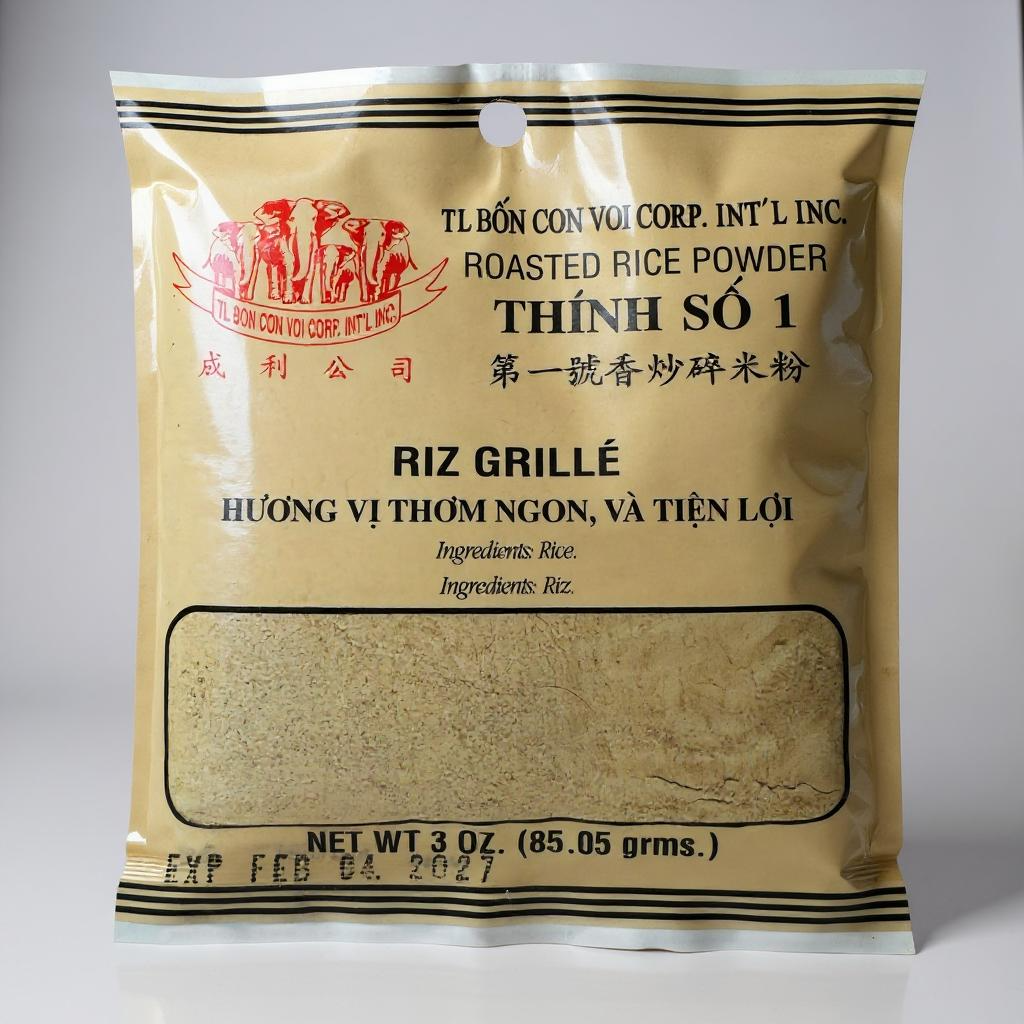 TL BỐN CON VOI CORP. INT'L INC.
ROASTED RICE POWDER
THÍNH SỐ 1
第一號香炒碎米粉
TL BON CON VOI CORP. INT'L INC.
成利公司
RIZ GRILLÉ
HƯƠNG VỊ THƠM NGON, VÀ TIỆN LỢI
Ingredients: Rice.
Ingredients: Riz.
NET WT 3 OZ. (85.05 grms.)
EXP FEB 04. 2027